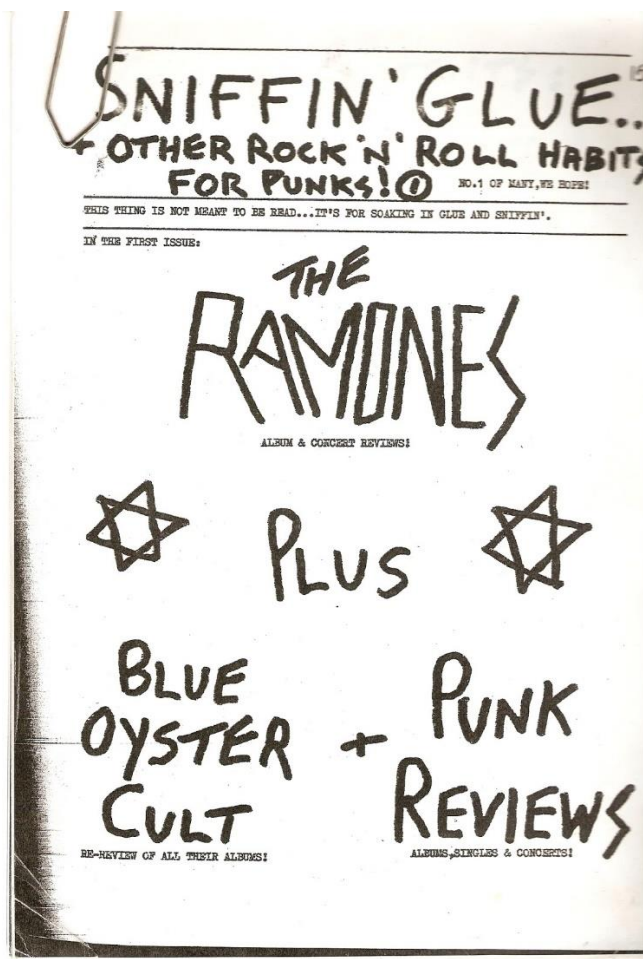 SNIFFIN' GLUE..
+ OTHER ROCK 'N' ROLL HABITS
FOR PUNKS! ①
NO.1 OF MANY,WE HOPE!
THIS THING IS NOT MEANT TO BE READ...IT'S FOR SOAKING IN GLUE AND SNIFFIN'.
IN THE FIRST ISSUE:
THE
RAMONES
ALBUM & CONCERT REVIEWS!
PLUS
BLUE
OYSTER
CULT
RE-REVIEW OF ALL THEIR ALBUMS!
+
PUNK
REVIEWS
ALBUMS,SINGLES & CONCERTS!